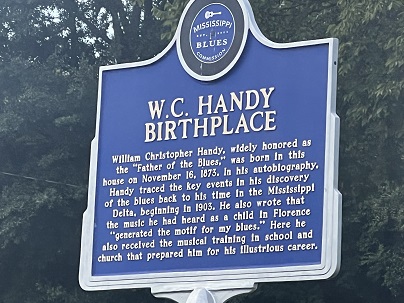 MISSISSIPPI
BLUES
COMMISSION
W.C. HANDY
BIRTHPLACE
William Christopher Handy, widely honored as
the "Father of the Blues," was born in this
house on November 16, 1873. In his autobiography,
Handy traced the key events in his discovery
of the blues back to his time in the Mississippi
Delta, beginning in 1903. He also wrote that
the music he had heard as a child in Florence
"generated the motif for my blues." Here he
also received the musical training in school and
church that prepared him for his illustrious career.